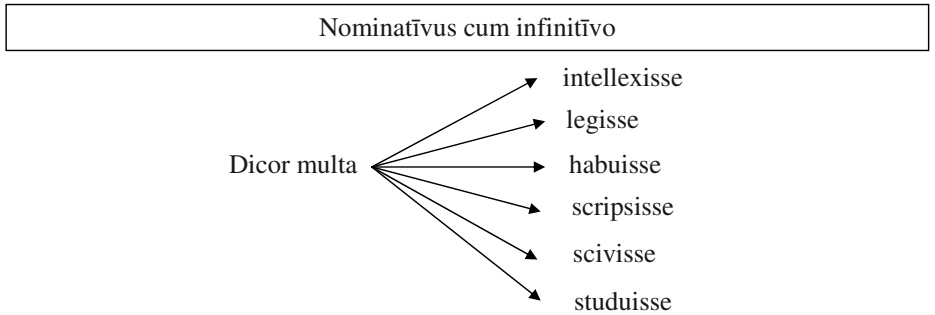 Nominatīvus cum infinitīvo
intellexisse
legisse
Dicor multa habuisse
scripsisse
scivisse
studuisse